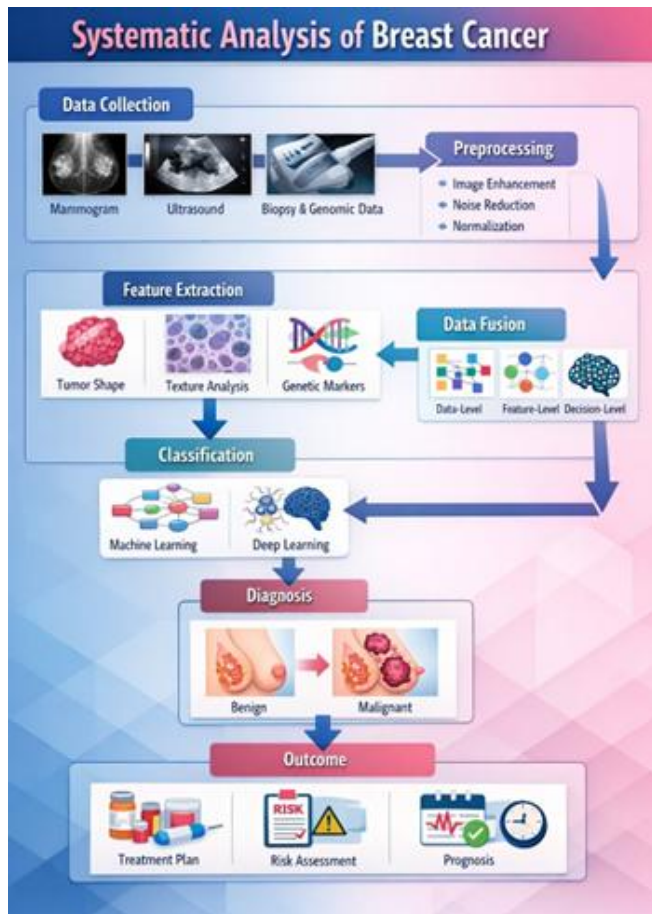 Systematic Analysis of Breast Cancer
Data Collection
Mammogram
Ultrasound
Biopsy & Genomic Data
Preprocessing
Image Enhancement
Noise Reduction
Normalization
Feature Extraction
Tumor Shape
Texture Analysis
Genetic Markers
Data Fusion
Data-Level
Feature-Level
Decision-Level
Classification
Machine Learning
Deep Learning
Diagnosis
Benign
Malignant
Outcome
Treatment Plan
RISK
Risk Assessment
Prognosis